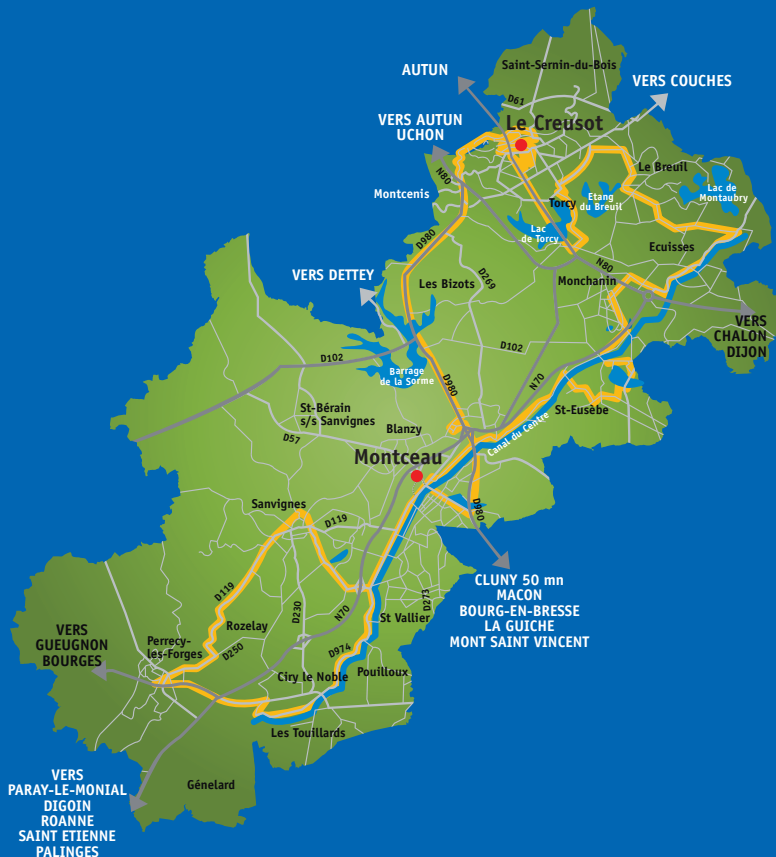 Saint-Sernin-du-Bois
AUTUN
VERS COUCHES
D61
VERS AUTUN
UCHON
Le Creusot
N80
Le Breuil
Montcenis
Lac de
Montaubry
Etang
du Breuil
Torcy
Lac
de Torcy
D980
Ecuisses
N80
VERS DETTEY
Les Bizots
D269
Monchanin
VERS
CHALON
DIJON
D102
D102
Barrage
de la Sorme
D980
N70
St-Bérain
s/s Sanvignes
St-Eusèbe
Blanzy
Canal du Centre
D57
Montceau
Sanvignes
D980
D119
CLUNY 50 mn
MACON
BOURG-EN-BRESSE
LA GUICHE
MONT SAINT VINCENT
D119
D273
D230
N70
St Vallier
Rozelay
VERS
GUEUGNON
BOURGES
Perrecy-
les-Forges
D250
D974
Ciry le Noble
Pouilloux
Les Touillards
Génelard
VERS
PARAY-LE-MONIAL
DIGOIN
ROANNE
SAINT ETIENNE
PALINGES